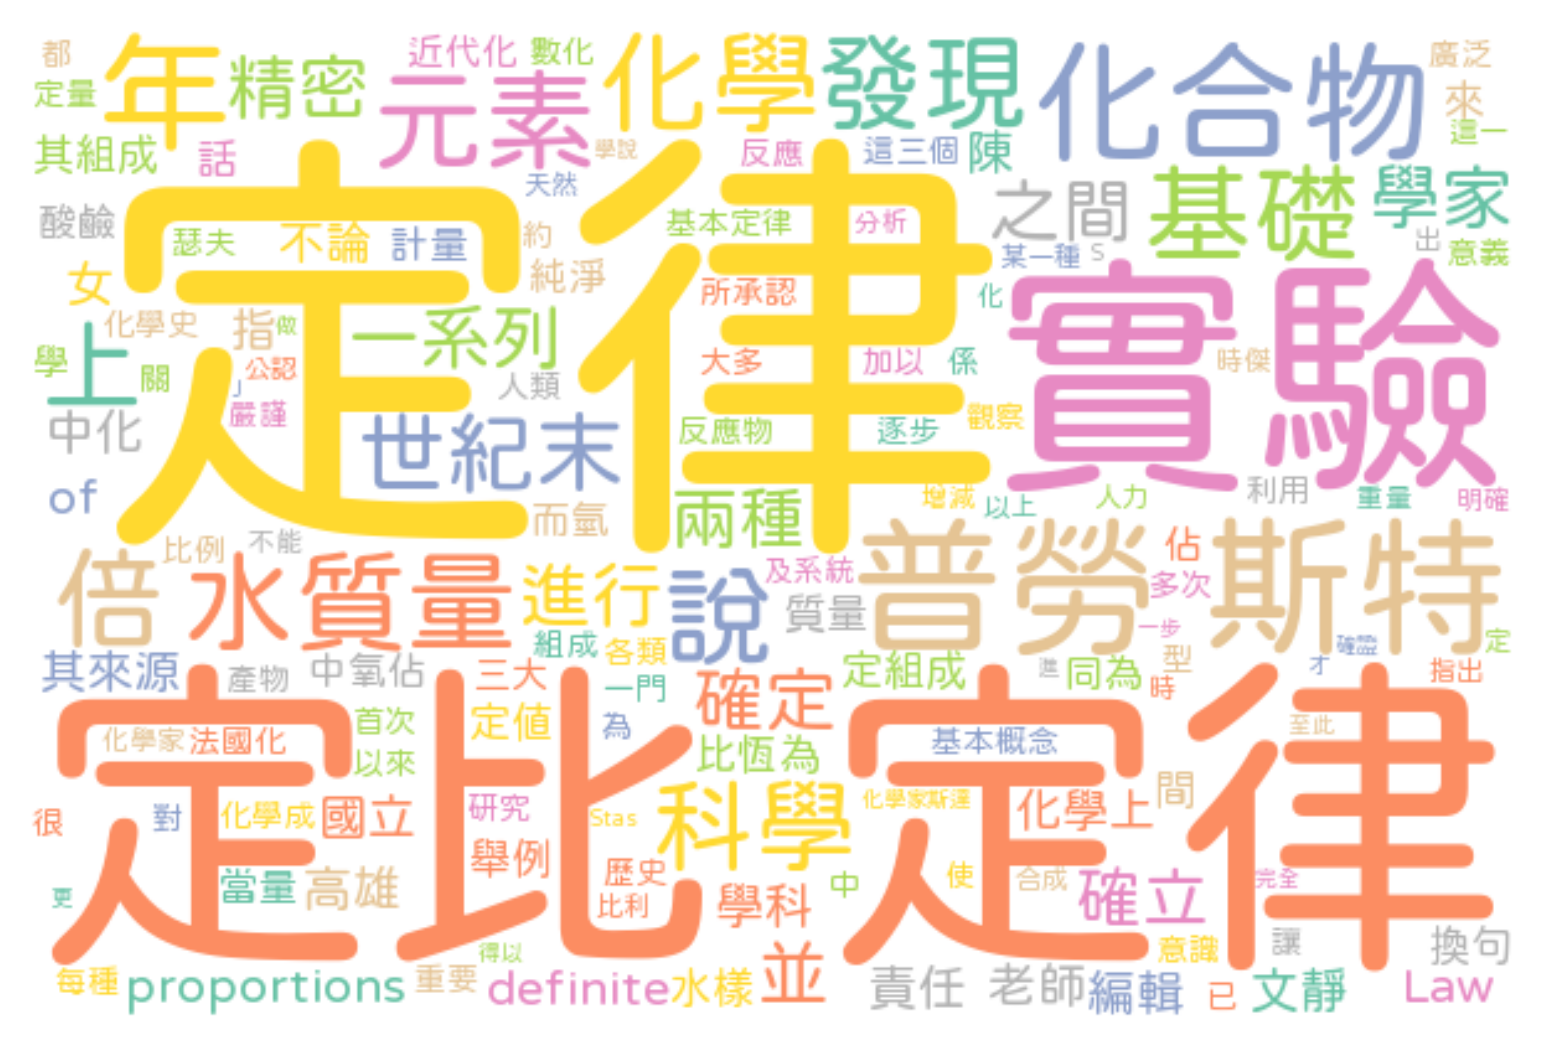 都
定量
年
精密
近代化
數化
元素
化學
發現
化合物
廣泛
來
這一
其組成
話
學說
反應
這三個
陳
天然
之間
基礎
學家
酸鹼
瑟夫
不論
計量
約
基本定律
分析
某一種
S
出
意義
女
純淨
定律
所承認
化
實驗
化學史
指
做
一系列
上
學
關
公認
」
嚴謹
人類
大多
加以
係
時傑
中化
世紀末
反應物
逐步
觀察
of
而氫
兩種
增減
以上
人力
利用
重量
明確
倍
比例
不能
水質量
進行
說
及系統
質量
普勞斯特
佔
多次
一步
組成
各類
定
其來源
產物
中氧佔
三大
一門
確定
定組成
進
同為
型
時
才
指出
定比定律
首次
以來
定值
為
比恆為
基本概念
至此
化學家
法國化
很
對
化學成
國立
研究
Stas
科學
化學家斯達
化學上
間
舉例
更
當量
高雄
歷史
比利
學科
中
使
合成
確立
完全
得以
並
意識
讓
換句
每種
proportions
重要
definite
水樣
責任
老師
編輯
已
文靜
Law